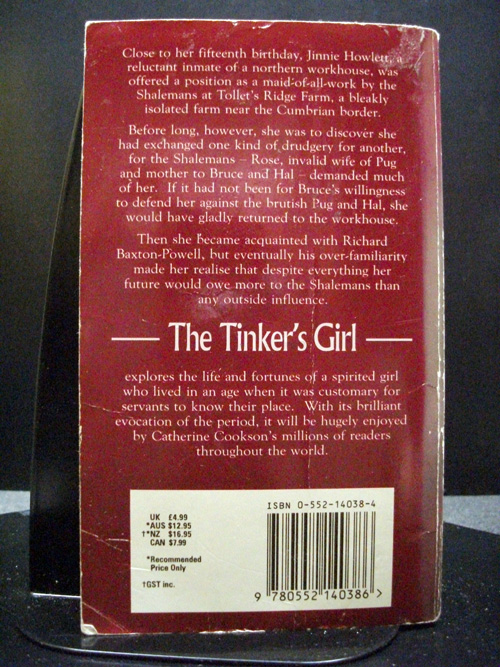 Close to her fifteenth birthday, Jinnie Howlett, a
reluctant inmate of a northern workhouse, was
offered a position as a maid-of-all-work by the
Shalemans at Tollet's Ridge Farm, a bleakly
isolated farm near the Cumbrian border.
Before long, however, she was to discover she
had exchanged one kind of drudgery for another,
for the Shalemans – Rose, invalid wife of Pug
and mother to Bruce and Hal – demanded much
of her. If it had not been for Bruce's willingness
to defend her against the brutish Pug and Hal, she
would have gladly returned to the workhouse.
Then she became acquainted with Richard
Baxton-Powell, but eventually his over-familiarity
made her realise that despite everything her
future would owe more to the Shalemans than
any outside influence.
The Tinker's Girl
explores the life and fortunes of a spirited girl
who lived in an age when it was customary for
servants to know their place. With its brilliant
evocation of the period, it will be hugely enjoyed
by Catherine Cookson's millions of readers
throughout the world.
UK £4.99
*AUS $12.95
†*NZ $16.95
CAN $7.99
*Recommended
Price Only
†GST inc.
ISBN 0-552-14038-4
9 780552 140386 >